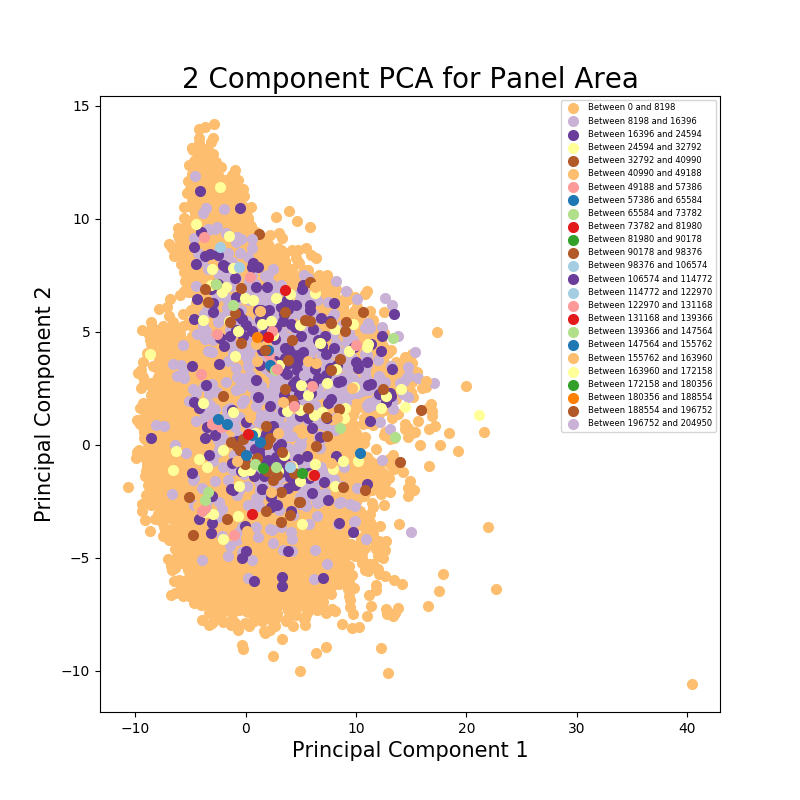 2 Component PCA for Panel Area
Between 0 and 8198
Between 8198 and 16396
Between 16396 and 24594
Between 24594 and 32792
Between 32792 and 40990
Between 40990 and 49188
Between 49188 and 57386
Between 57386 and 65584
Between 65584 and 73782
Between 73782 and 81980
Between 81980 and 90178
Between 90178 and 98376
Between 98376 and 106574
Between 106574 and 114772
Between 114772 and 122970
Between 122970 and 131168
Between 131168 and 139366
Between 139366 and 147564
Between 147564 and 155762
Between 155762 and 163960
Between 163960 and 172158
Between 172158 and 180356
Between 180356 and 188554
Between 188554 and 196752
Between 196752 and 204950
15
10
5
0
−5
−10
Principal Component 2
−10 0 10 20 30 40
Principal Component 1